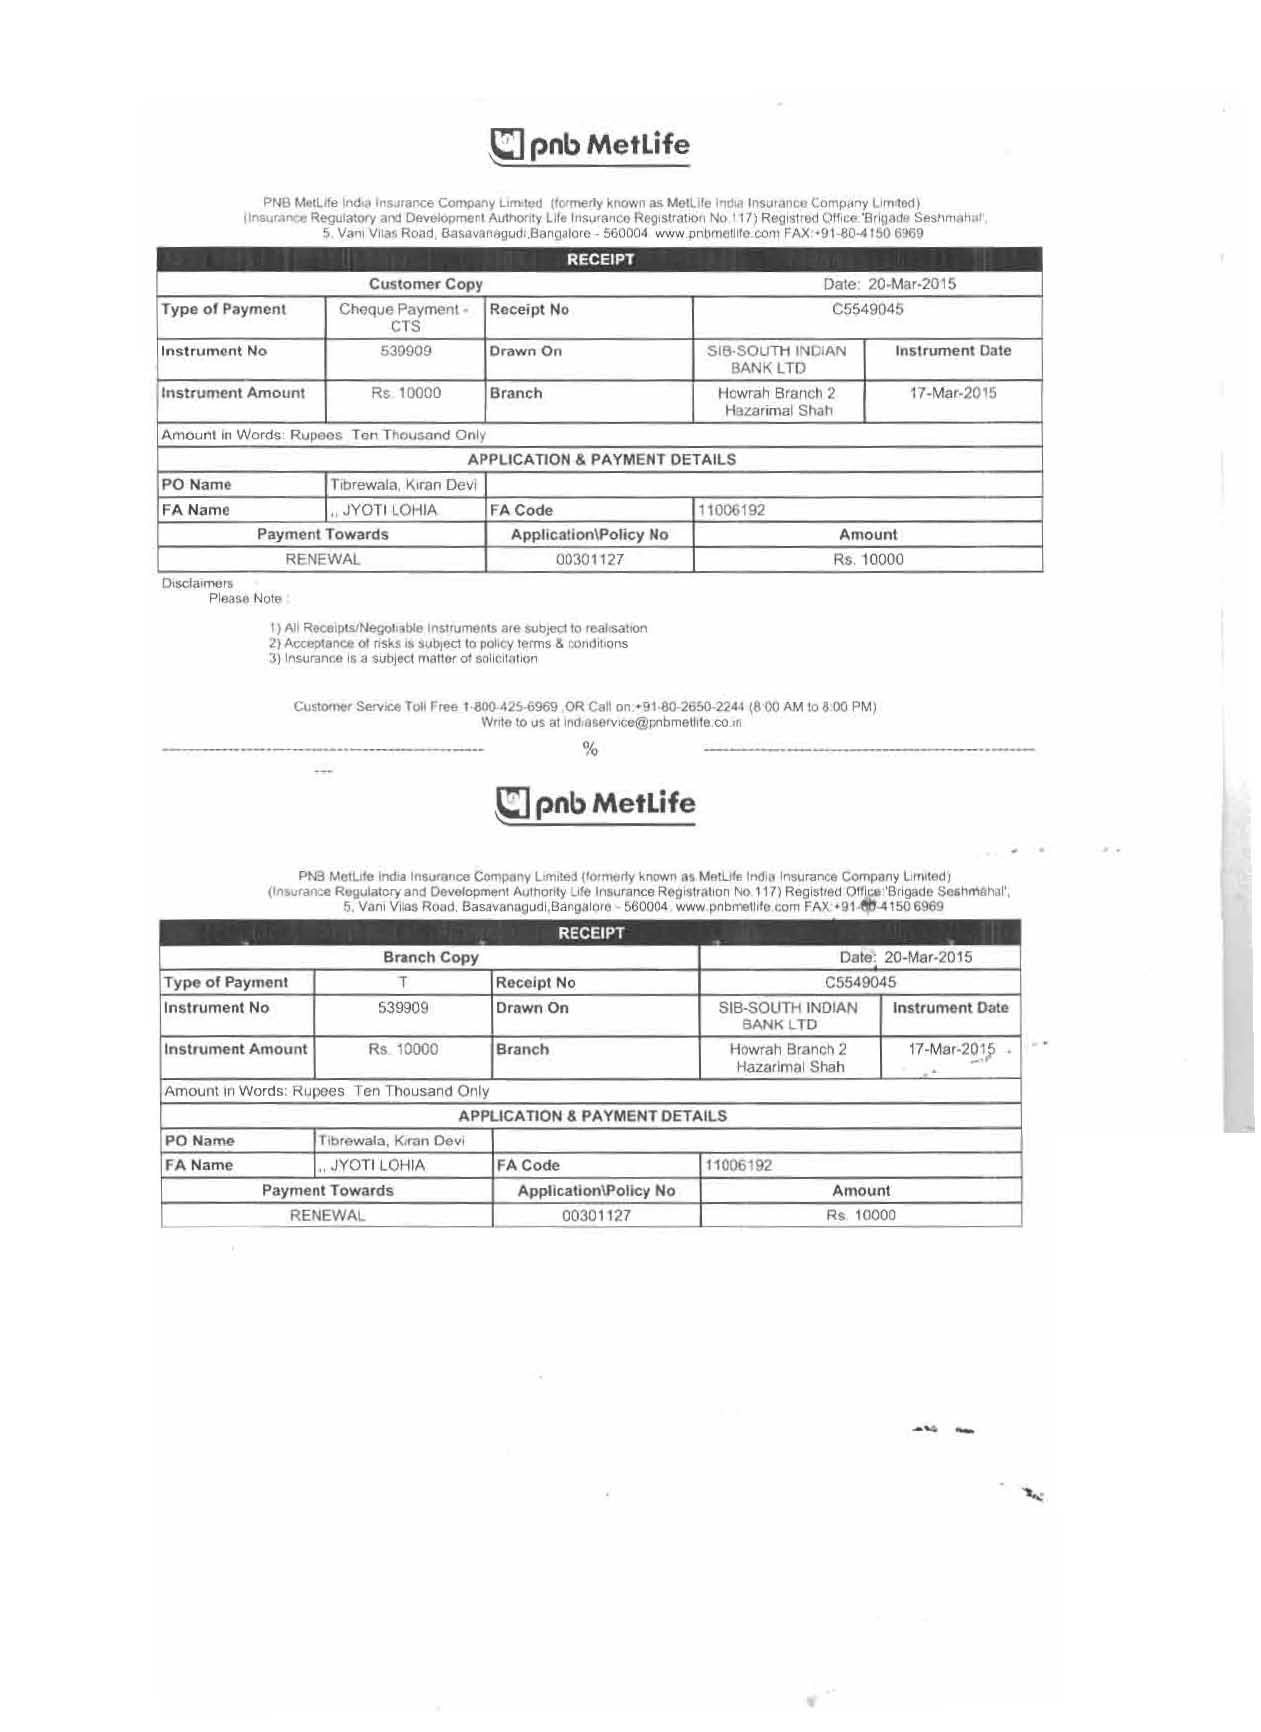 pnb MetLife
PNB MetLife India Insurance Company Limited (formerly known as MetLife India Insurance Company Limited)
(Insurance Regulatory and Development Authority Life Insurance Registration No.117) Registred Office:'Brigade Seshmahal',
5, Vani Vilas Road, Basavanagudi,Bangalore - 560004. www.pnbmetlife.com FAX:+91-80-4150 6969
RECEIPT
Customer Copy Date: 20-Mar-2015
Type of Payment Cheque Payment - Receipt No C5549045
CTS
Instrument No 539909 Drawn On SIB-SOUTH INDIAN Instrument Date
BANK LTD
Instrument Amount Rs. 10000 Branch Howrah Branch 2 17-Mar-2015
Hazarimal Shah
Amount in Words: Rupees Ten Thousand Only
APPLICATION & PAYMENT DETAILS
PO Name Tibrewala, Kiran Devi
FA Name ,, JYOTI LOHIA FA Code 11006192
Payment Towards Application\Policy No Amount
RENEWAL 00301127 Rs. 10000
Disclaimers
Please Note :
1) All Receipts/Negotiable Instruments are subject to realisation
2) Acceptance of risks is subject to policy terms & conditions
3) Insurance is a subject matter of solicitation
Customer Service Toll Free 1-800-425-6969 ,OR Call on:+91-80-2650-2244 (8:00 AM to 8:00 PM)
Write to us at indiaservice@pnbmetlife.co.in
%
pnb MetLife
PNB MetLife India Insurance Company Limited (formerly known as MetLife India Insurance Company Limited)
(Insurance Regulatory and Development Authority Life Insurance Registration No.117) Registred Office:'Brigade Seshmahal',
5, Vani Vilas Road, Basavanagudi,Bangalore - 560004. www.pnbmetlife.com FAX:+91-80-4150 6969
RECEIPT
Branch Copy Date: 20-Mar-2015
Type of Payment T Receipt No C5549045
Instrument No 539909 Drawn On SIB-SOUTH INDIAN Instrument Date
BANK LTD
Instrument Amount Rs. 10000 Branch Howrah Branch 2 17-Mar-2015
Hazarimal Shah
Amount in Words: Rupees Ten Thousand Only
APPLICATION & PAYMENT DETAILS
PO Name Tibrewala, Kiran Devi
FA Name ,, JYOTI LOHIA FA Code 11006192
Payment Towards Application\Policy No Amount
RENEWAL 00301127 Rs. 10000